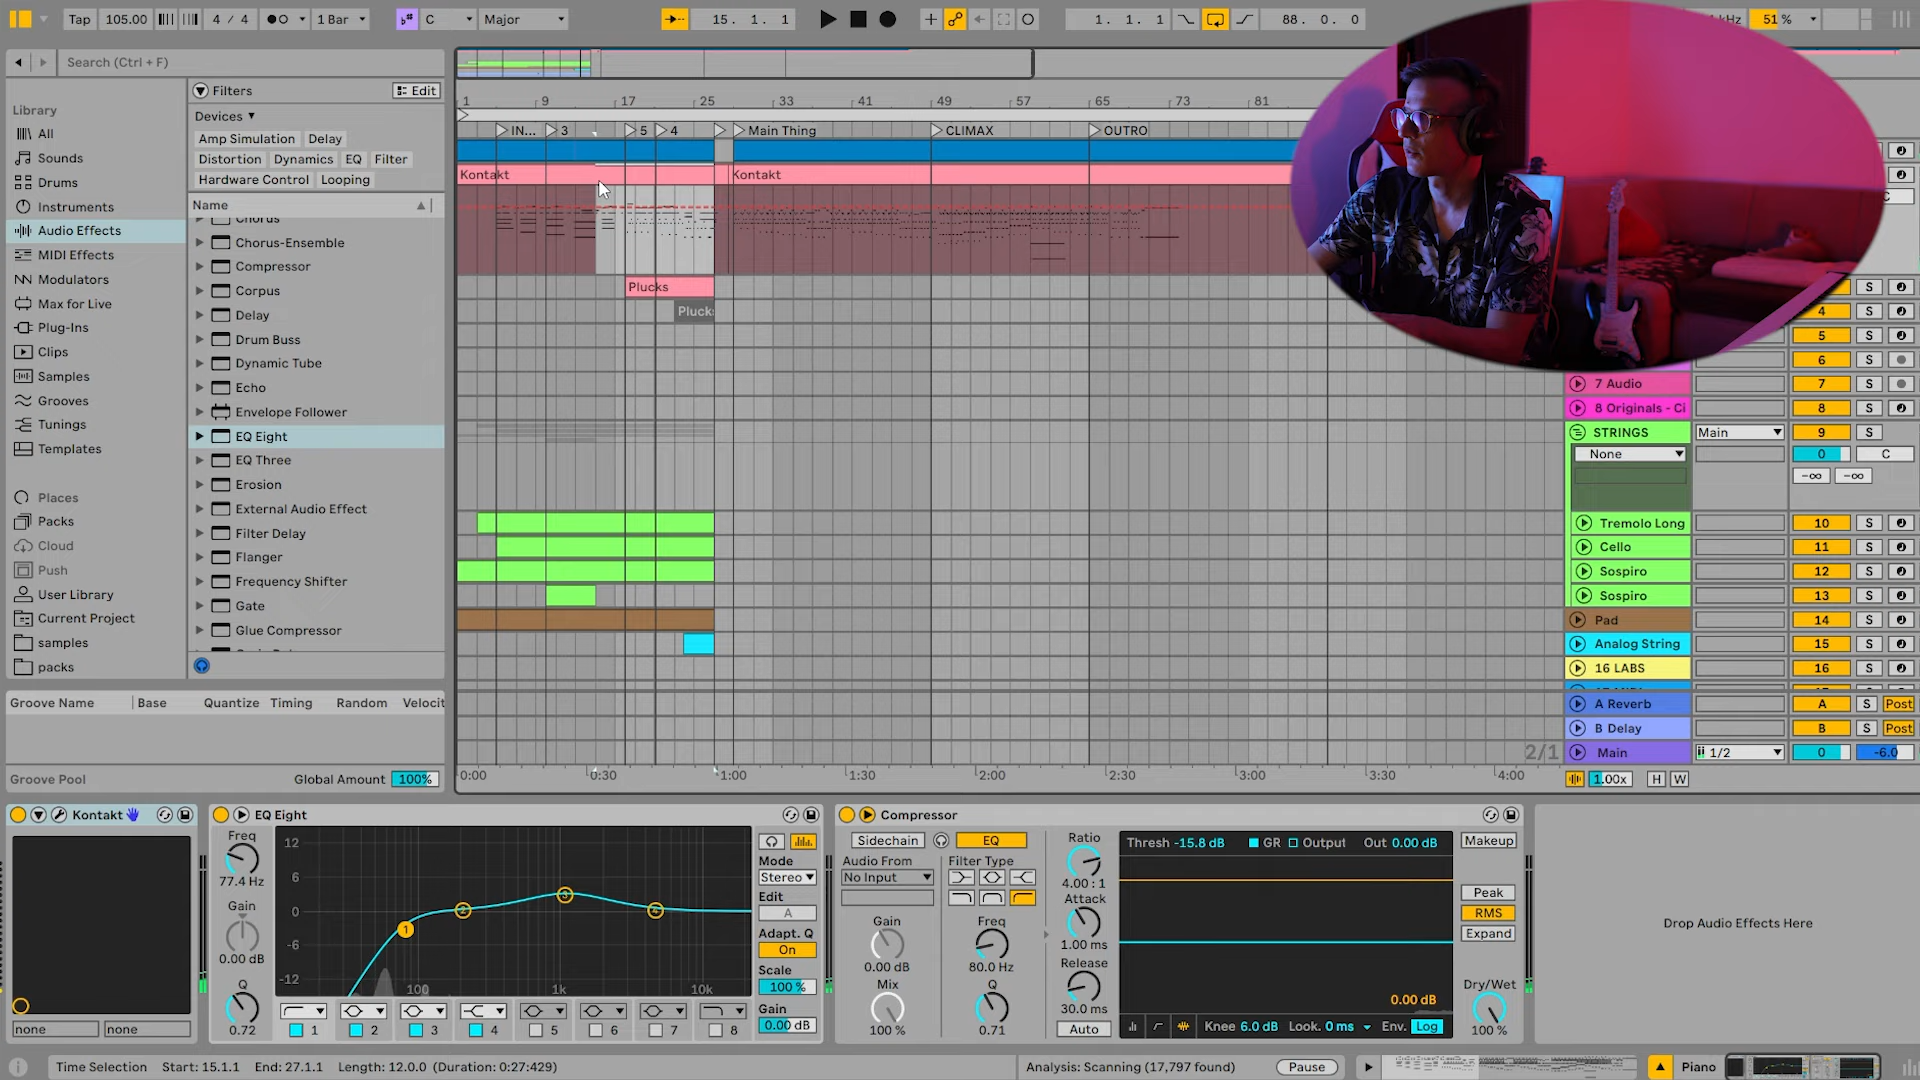 Tap 105.00 4 / 4 1 Bar C Major 15. 1. 1 1. 1. 1 88. 0. 0 kHz 51 %
Search (Ctrl + F)
Library
All
Sounds
Drums
Instruments
Audio Effects
MIDI Effects
Modulators
Max for Live
Plug-Ins
Clips
Samples
Grooves
Tunings
Templates
Places
Packs
Cloud
Push
User Library
Current Project
samples
packs
Filters Edit
Devices
Amp Simulation Delay
Distortion Dynamics EQ Filter
Hardware Control Looping
Name
Chorus
Chorus-Ensemble
Compressor
Corpus
Delay
Drum Buss
Dynamic Tube
Echo
Envelope Follower
EQ Eight
EQ Three
Erosion
External Audio Effect
Filter Delay
Flanger
Frequency Shifter
Gate
Glue Compressor
Groove Name Base Quantize Timing Random Velocit
Groove Pool Global Amount 100%
1 9 17 25 33 41 49 57 65 73 81
IN... 3 5 4 Main Thing CLIMAX OUTRO
Kontakt Kontakt
Plucks
Pluck
0:00 0:30 1:00 1:30 2:00 2:30 3:00 3:30 4:00
2/1
C
S
4 S
5 S
6 S
7 Audio 7 S
8 Originals - Ci 8 S
STRINGS Main 9 S
None 0 C
-∞ -∞
Tremolo Long 10 S
Cello 11 S
Sospiro 12 S
Sospiro 13 S
Pad 14 S
Analog String 15 S
16 LABS 16 S
A Reverb A S Post
B Delay B S Post
Main 1/2 0 -6.0
1.00x H W
Kontakt
none none
EQ Eight
Freq
77.4 Hz
Gain
0.00 dB
Q
0.72
12
6
0
-6
-12
100 1k 10k
1 2 3 4
1 2 3 4 5 6 7 8
Mode
Stereo
Edit
A
Adapt. Q
On
Scale
100 %
Gain
0.00 dB
Compressor
Sidechain EQ
Audio From Filter Type
No Input
Gain
0.00 dB
Mix
100 %
Freq
80.0 Hz
Q
0.71
Ratio
4.00 : 1
Attack
1.00 ms
Release
30.0 ms
Auto
Thresh -15.8 dB GR Output Out 0.00 dB
0.00 dB
Knee 6.0 dB Look. 0 ms Env. Log
Makeup
Peak
RMS
Expand
Dry/Wet
100 %
Drop Audio Effects Here
Time Selection Start: 15.1.1 End: 27.1.1 Length: 12.0.0 (Duration: 0:27:429)
Analysis: Scanning (17,797 found) Pause Piano